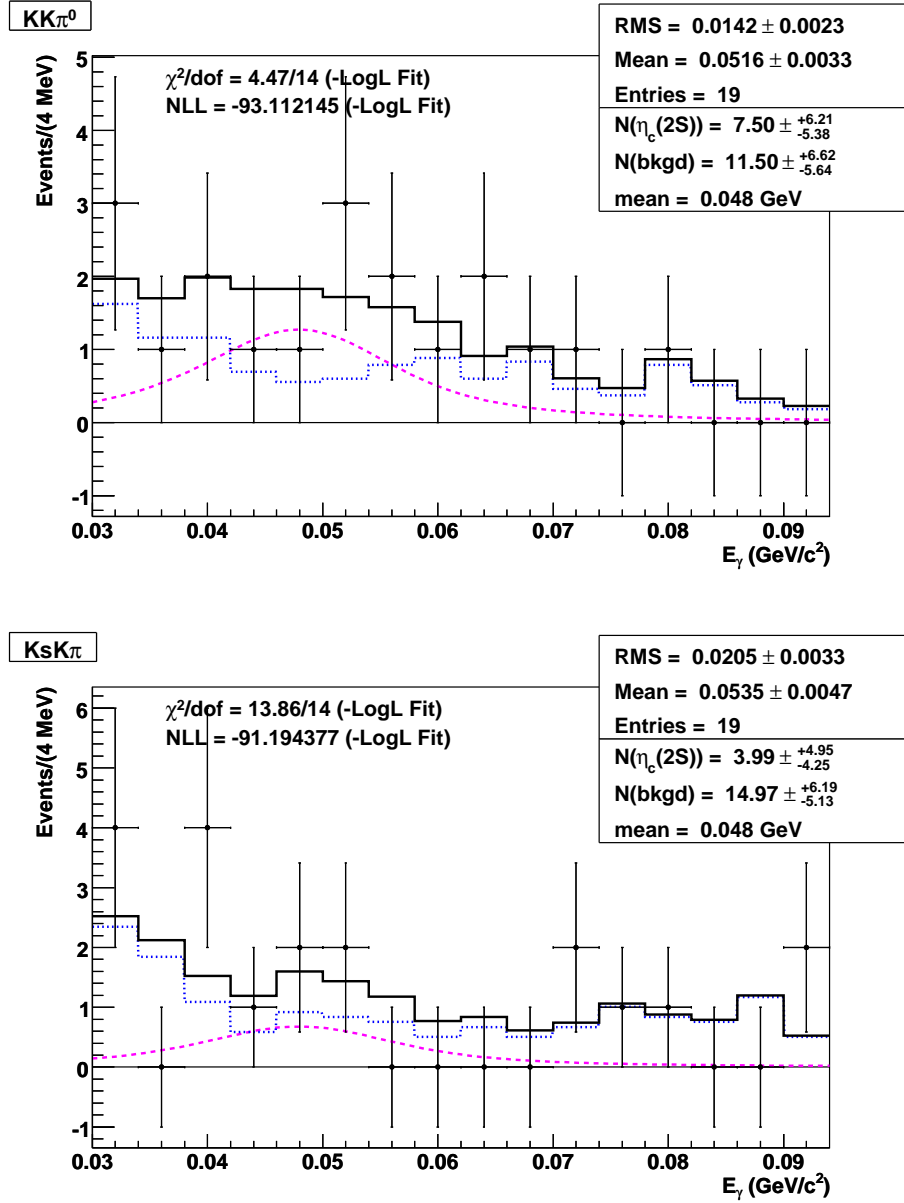 KKπ⁰
RMS = 0.0142 ± 0.0023
Mean = 0.0516 ± 0.0033
Entries = 19
N(η_c(2S)) = 7.50 ± +6.21 -5.38
N(bkgd) = 11.50 ± +6.62 -5.64
mean = 0.048 GeV
χ²/dof = 4.47/14 (-LogL Fit)
NLL = -93.112145 (-LogL Fit)
Events/(4 MeV)
5
4
3
2
1
0
-1
0.03 0.04 0.05 0.06 0.07 0.08 0.09
E_γ (GeV/c²)
KsKπ
RMS = 0.0205 ± 0.0033
Mean = 0.0535 ± 0.0047
Entries = 19
N(η_c(2S)) = 3.99 ± +4.95 -4.25
N(bkgd) = 14.97 ± +6.19 -5.13
mean = 0.048 GeV
χ²/dof = 13.86/14 (-LogL Fit)
NLL = -91.194377 (-LogL Fit)
Events/(4 MeV)
6
5
4
3
2
1
0
-1
0.03 0.04 0.05 0.06 0.07 0.08 0.09
E_γ (GeV/c²)